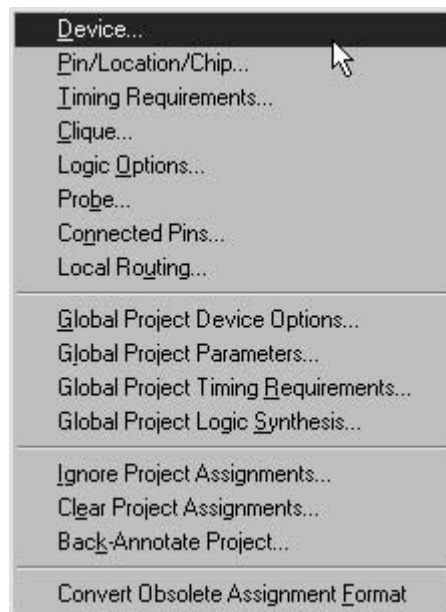 Device...
Pin/Location/Chip...
Timing Requirements...
Clique...
Logic Options...
Probe...
Connected Pins...
Local Routing...
Global Project Device Options...
Global Project Parameters...
Global Project Timing Requirements...
Global Project Logic Synthesis...
Ignore Project Assignments...
Clear Project Assignments...
Back-Annotate Project...
Convert Obsolete Assignment Format